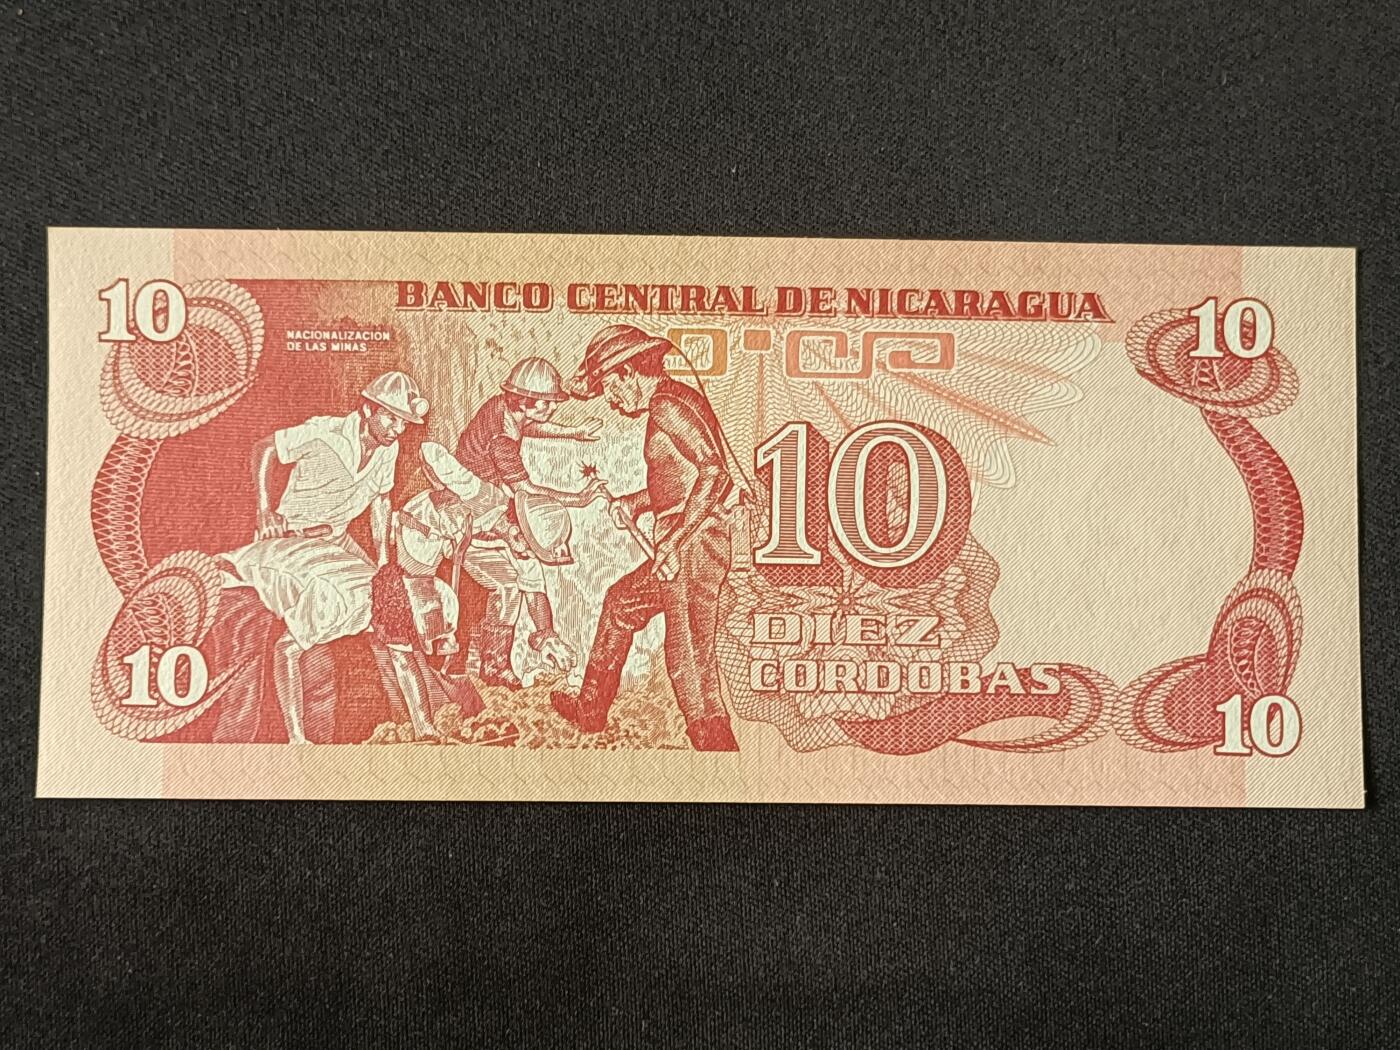 10
BANCO CENTRAL DE NICARAGUA
10
NACIONALIZACION
DE LAS MINAS
10
DIEZ
CORDOBAS
10
10